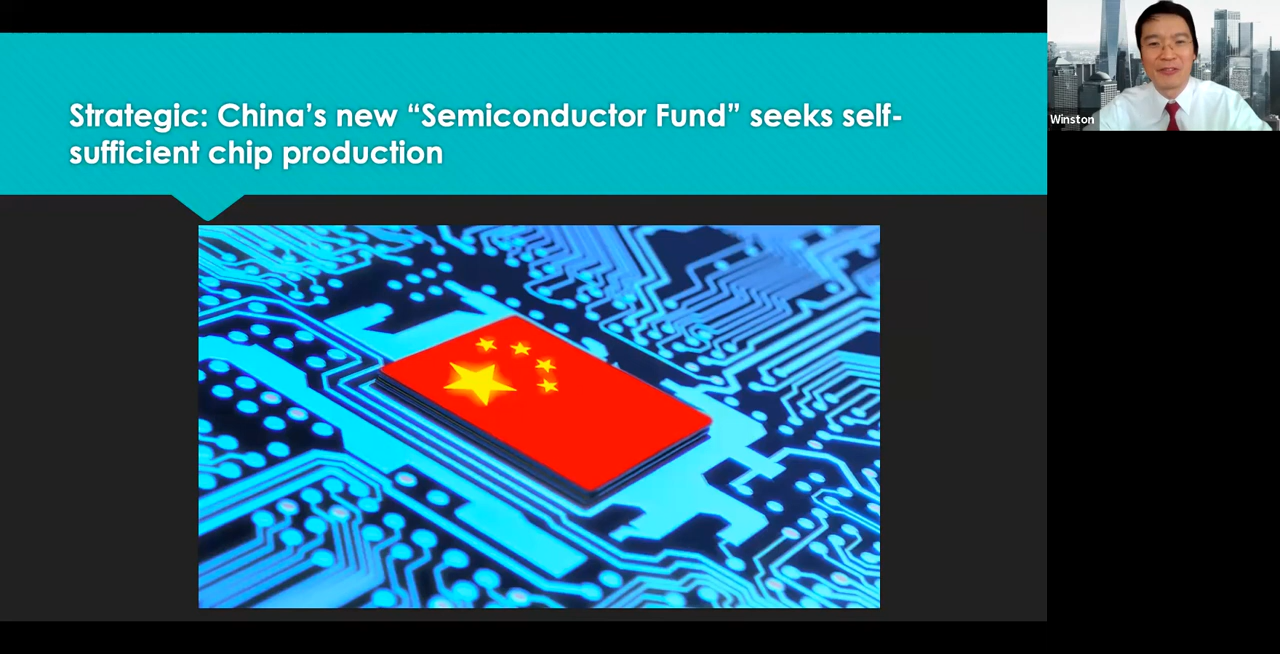 Strategic: China’s new “Semiconductor Fund” seeks self-
sufficient chip production
Winston